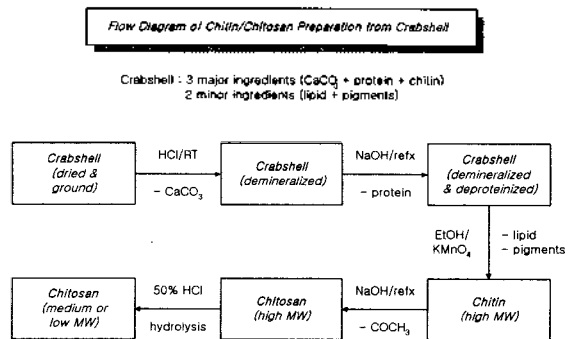 Flow Diagram of Chitin/Chitosan Preparation from Crabshell
Crabshell : 3 major ingredients (CaCO3 + protein + chitin)
2 minor ingredients (lipid + pigments)
Crabshell
(dried &
ground)
HCl/RT
- CaCO3
Crabshell
(demineralized)
NaOH/refx
- protein
Crabshell
(demineralized
& deproteinized)
EtOH/
KMnO4
- lipid
- pigments
Chitin
(high MW)
NaOH/refx
- COCH3
Chitosan
(high MW)
50% HCl
hydrolysis
Chitosan
(medium or
low MW)